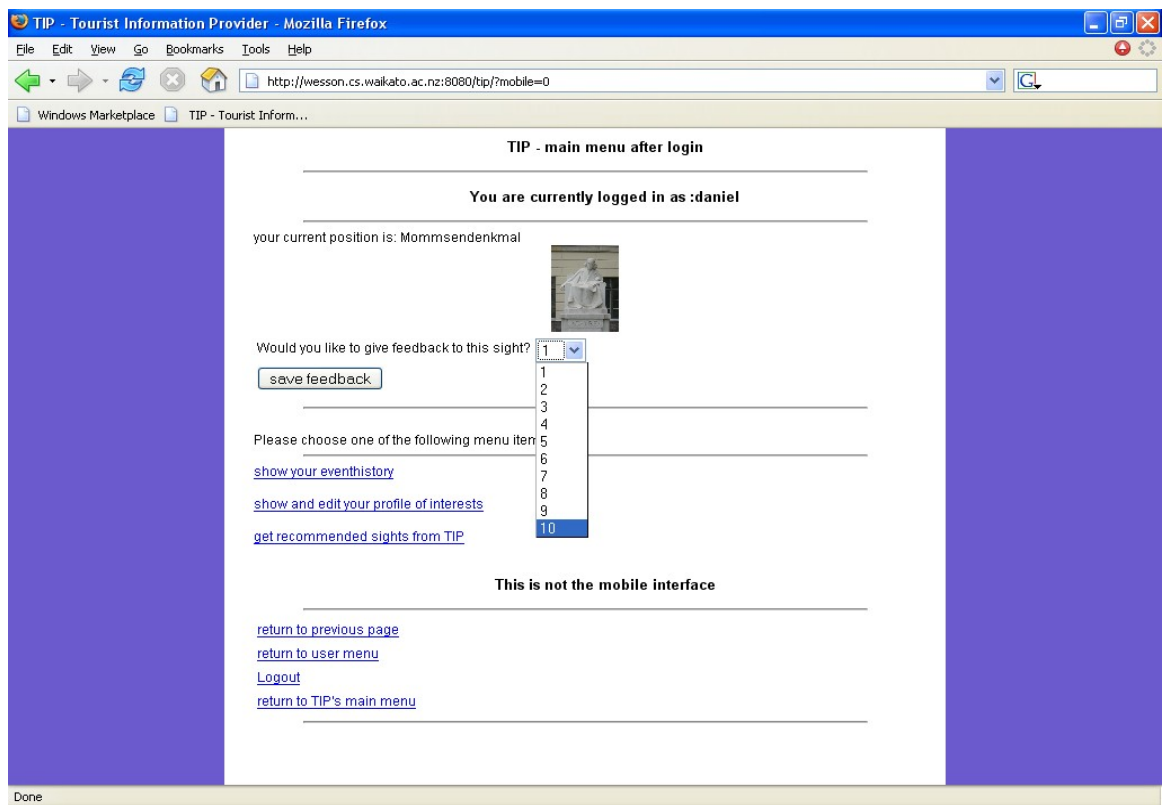 TIP - Tourist Information Provider - Mozilla Firefox
File Edit View Go Bookmarks Tools Help
http://wesson.cs.waikato.ac.nz:8080/tip/?mobile=0
G
Windows Marketplace TIP - Tourist Inform...
TIP - main menu after login
You are currently logged in as :daniel
your current position is: Mommsendenkmal
Would you like to give feedback to this sight? 1
1
save feedback
2
3
4
Please choose one of the following menu item
5
6
show your eventhistory
7
8
show and edit your profile of interests
9
10
get recommended sights from TIP
This is not the mobile interface
return to previous page
return to user menu
Logout
return to TIP's main menu
Done